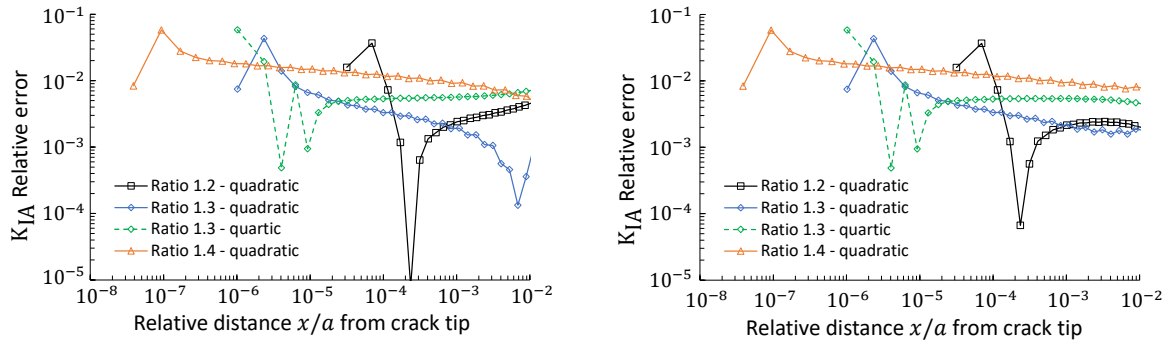 10⁻¹
10⁻²
10⁻³
10⁻⁴
10⁻⁵
K_IA Relative error
Ratio 1.2 - quadratic
Ratio 1.3 - quadratic
Ratio 1.3 - quartic
Ratio 1.4 - quadratic
10⁻⁸ 10⁻⁷ 10⁻⁶ 10⁻⁵ 10⁻⁴ 10⁻³ 10⁻²
Relative distance x/a from crack tip
10⁻¹
10⁻²
10⁻³
10⁻⁴
10⁻⁵
K_IA Relative error
Ratio 1.2 - quadratic
Ratio 1.3 - quadratic
Ratio 1.3 - quartic
Ratio 1.4 - quadratic
10⁻⁸ 10⁻⁷ 10⁻⁶ 10⁻⁵ 10⁻⁴ 10⁻³ 10⁻²
Relative distance x/a from crack tip